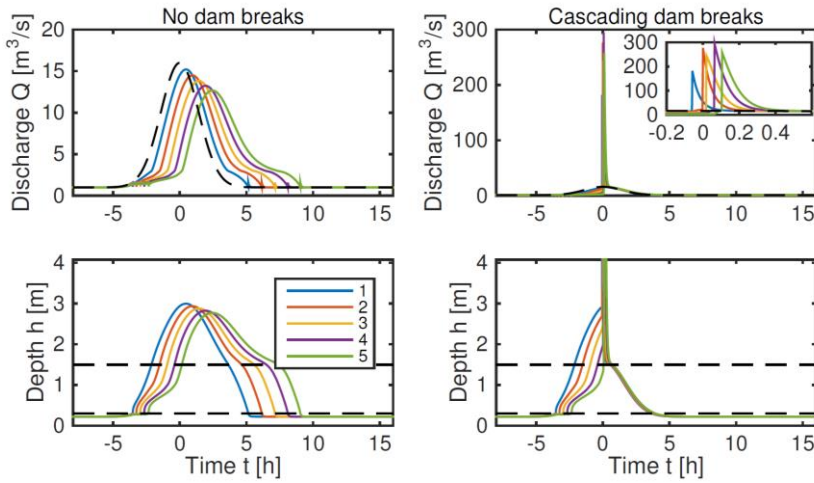 No dam breaks
Cascading dam breaks
Discharge Q [m³/s]
20
15
10
5
0
-5 0 5 10 15
Discharge Q [m³/s]
300
200
100
0
-5 0 5 10 15
300
200
100
-0.2 0 0.2 0.4
Depth h [m]
4
3
2
1
0
-5 0 5 10 15
Time t [h]
1
2
3
4
5
Depth h [m]
4
3
2
1
0
-5 0 5 10 15
Time t [h]